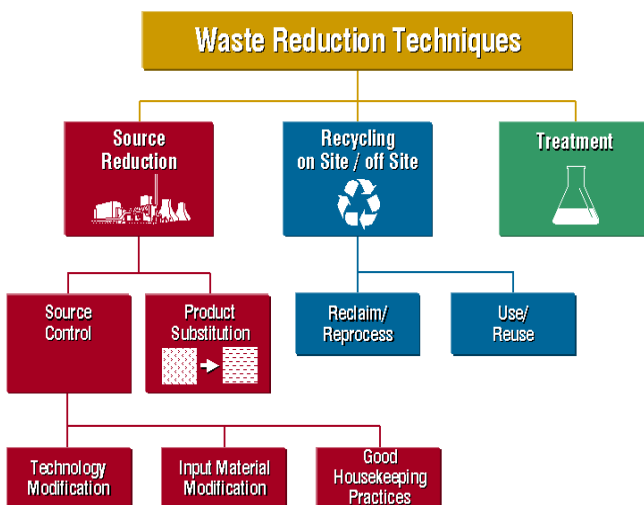 Waste Reduction Techniques
Source
Reduction
Recycling
on Site / off Site
Treatment
Source
Control
Product
Substitution
Reclaim/
Reprocess
Use/
Reuse
Technology
Modification
Input Material
Modification
Good
Housekeeping
Practices